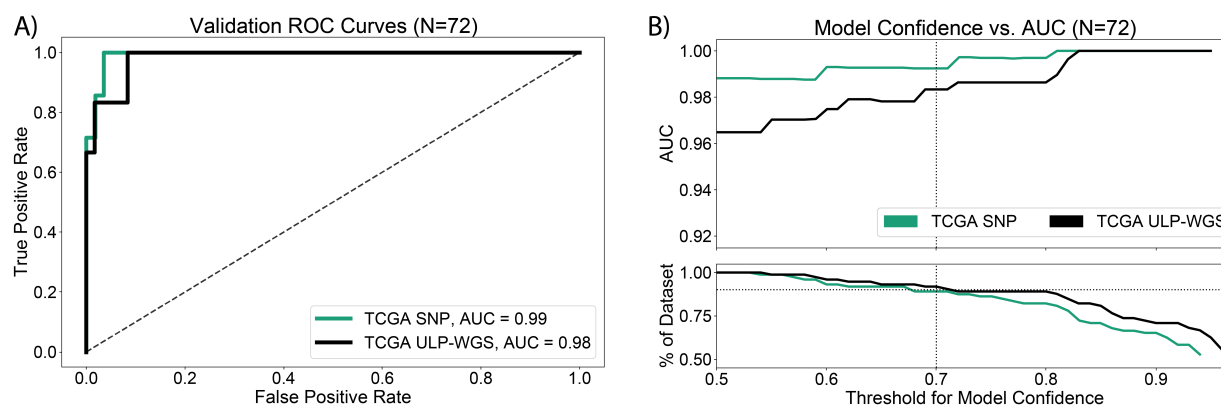 A)
Validation ROC Curves (N=72)
True Positive Rate
1.0
0.8
0.6
0.4
0.2
0.0
TCGA SNP, AUC = 0.99
TCGA ULP-WGS, AUC = 0.98
0.0 0.2 0.4 0.6 0.8 1.0
False Positive Rate
B)
Model Confidence vs. AUC (N=72)
AUC
1.00
0.98
0.96
0.94
0.92
TCGA SNP TCGA ULP-WGS
% of Dataset
1.00
0.75
0.50
0.5 0.6 0.7 0.8 0.9
Threshold for Model Confidence